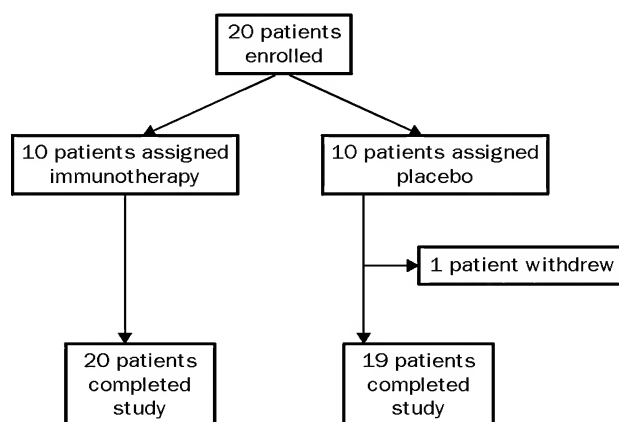 20 patients
enrolled
10 patients assigned
immunotherapy
10 patients assigned
placebo
1 patient withdrew
20 patients
completed
study
19 patients
completed
study